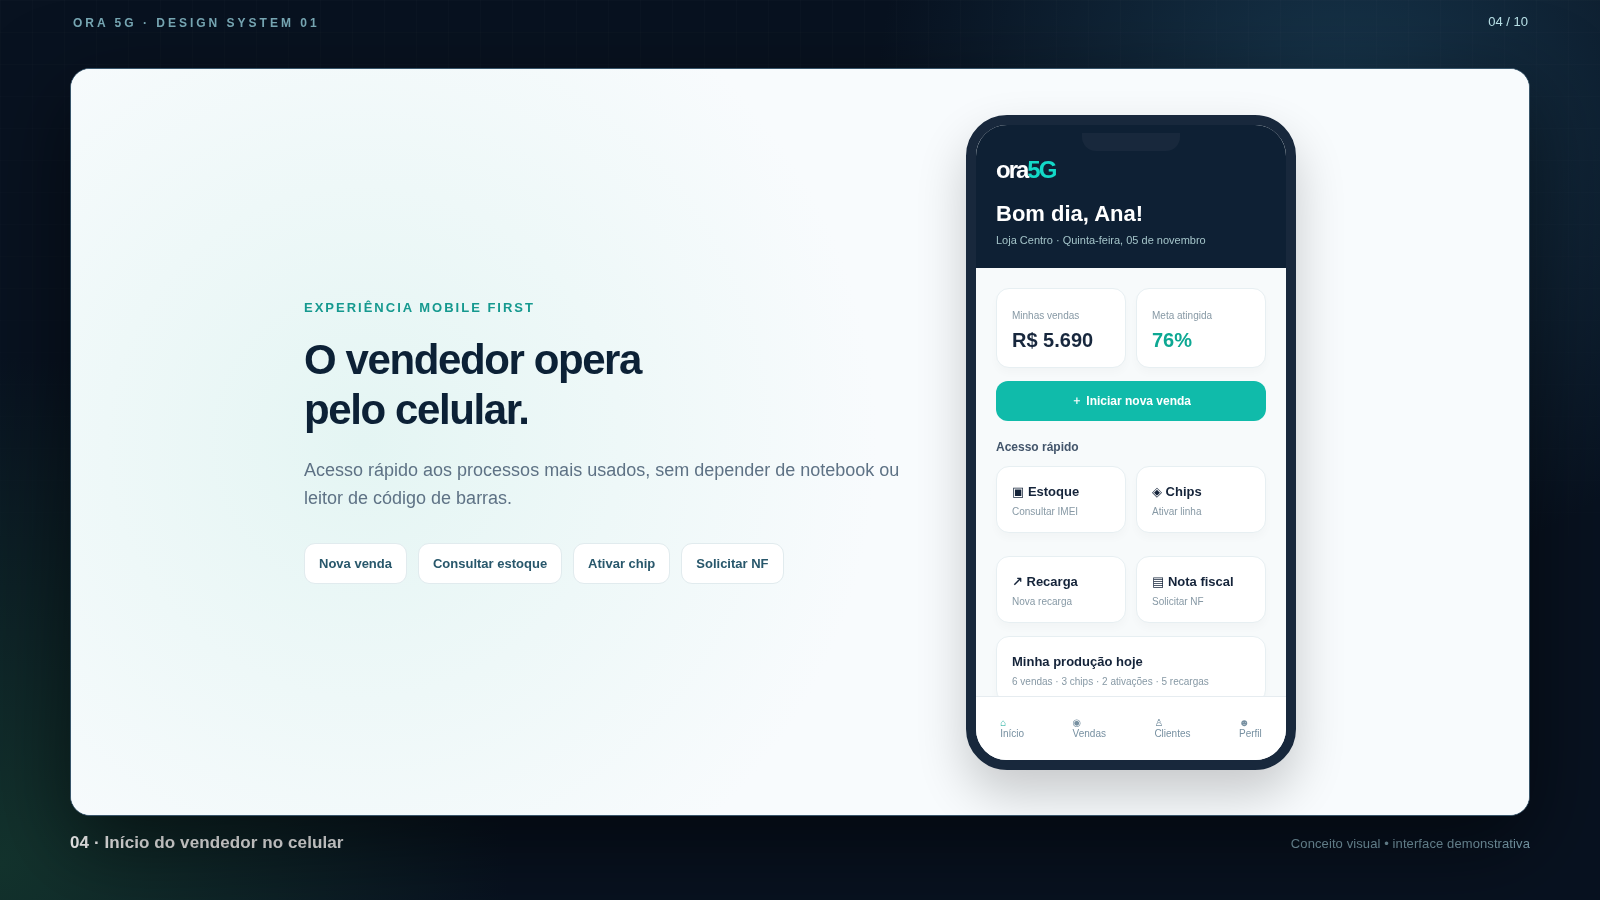 ORA 5G · DESIGN SYSTEM 01
04 / 10
EXPERIÊNCIA MOBILE FIRST
O vendedor opera
pelo celular.
Acesso rápido aos processos mais usados, sem depender de notebook ou
leitor de código de barras.
Nova venda
Consultar estoque
Ativar chip
Solicitar NF
ora5G
Bom dia, Ana!
Loja Centro · Quinta-feira, 05 de novembro
Minhas vendas
R$ 5.690
Meta atingida
76%
+ Iniciar nova venda
Acesso rápido
▣ Estoque
Consultar IMEI
◈ Chips
Ativar linha
↗ Recarga
Nova recarga
▤ Nota fiscal
Solicitar NF
Minha produção hoje
6 vendas · 3 chips · 2 ativações · 5 recargas
⌂ Início
◉ Vendas
♙ Clientes
☻ Perfil
04 · Início do vendedor no celular
Conceito visual • interface demonstrativa